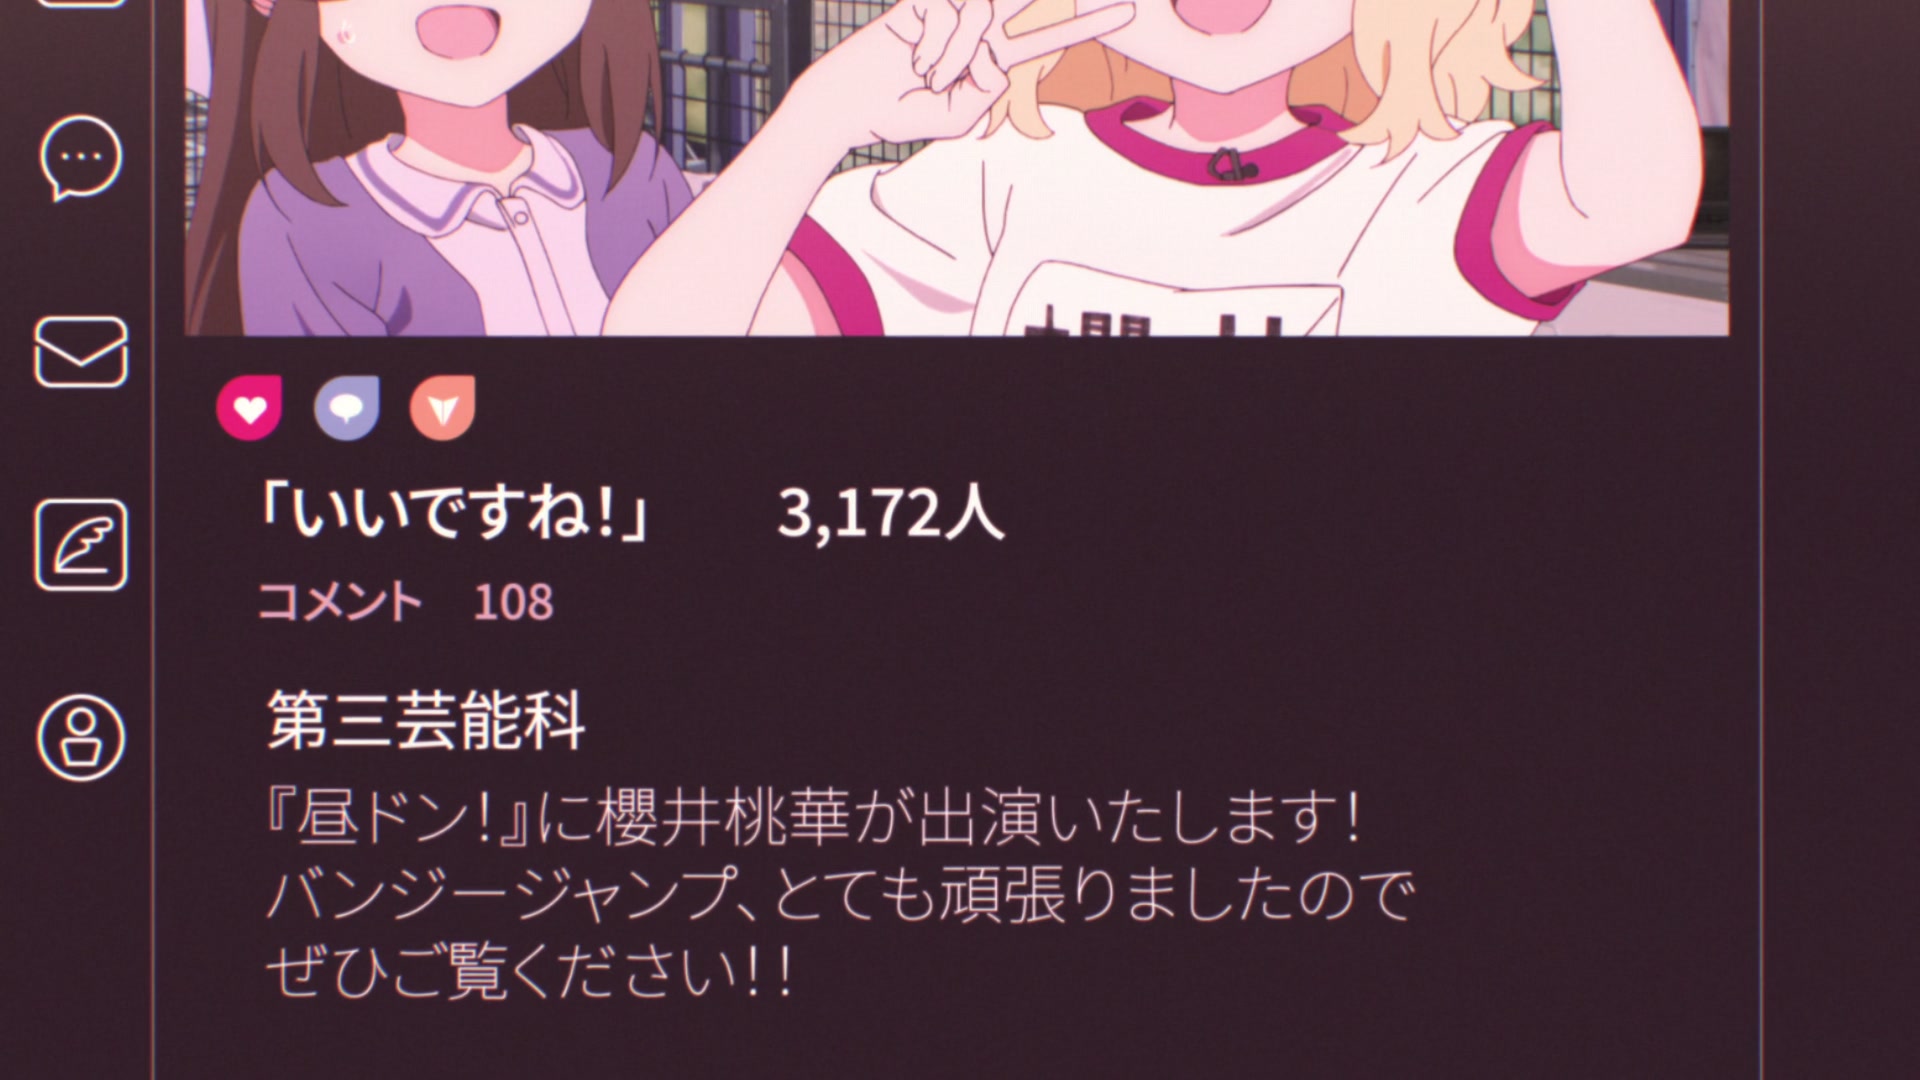 「いいですね!」 3,172人
コメント 108
第三芸能科
『昼ドン!』に櫻井桃華が出演いたします!
バンジージャンプ、とても頑張りましたので
ぜひご覧ください!!